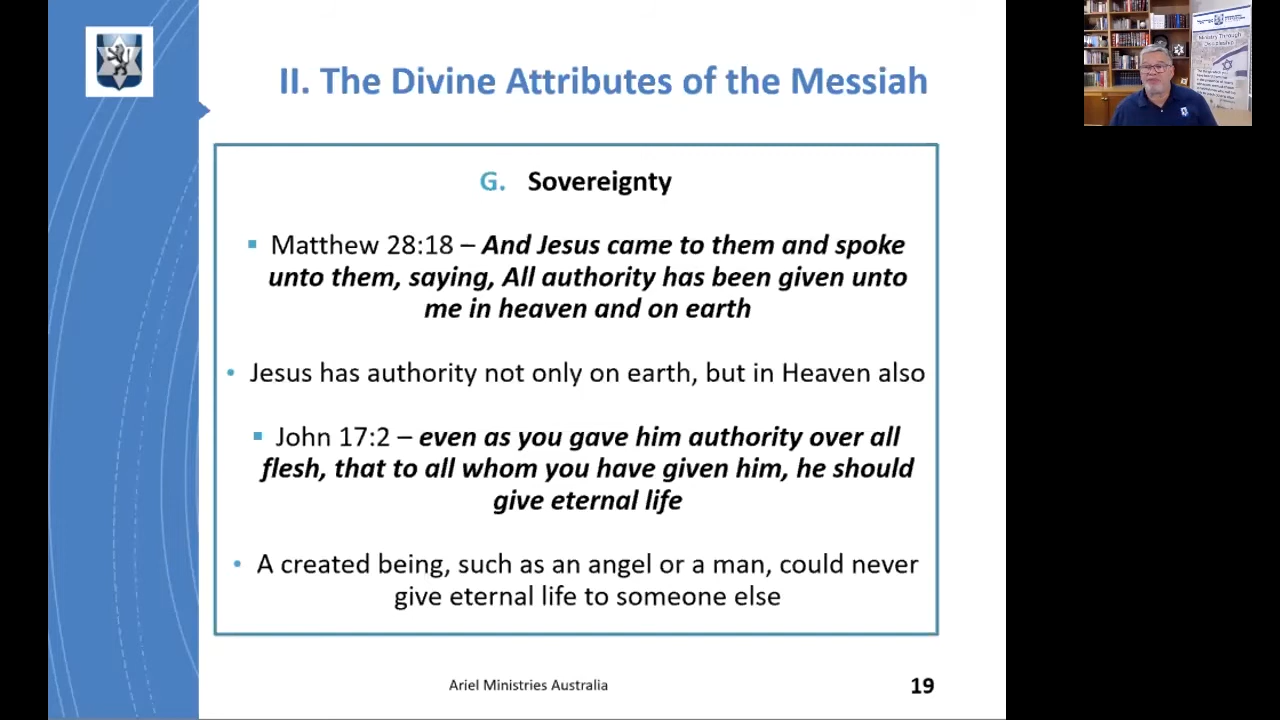 II. The Divine Attributes of the Messiah
G. Sovereignty
▪ Matthew 28:18 – And Jesus came to them and spoke
unto them, saying, All authority has been given unto
me in heaven and on earth
• Jesus has authority not only on earth, but in Heaven also
▪ John 17:2 – even as you gave him authority over all
flesh, that to all whom you have given him, he should
give eternal life
• A created being, such as an angel or a man, could never
give eternal life to someone else
Ariel Ministries Australia
19
Ministry Through